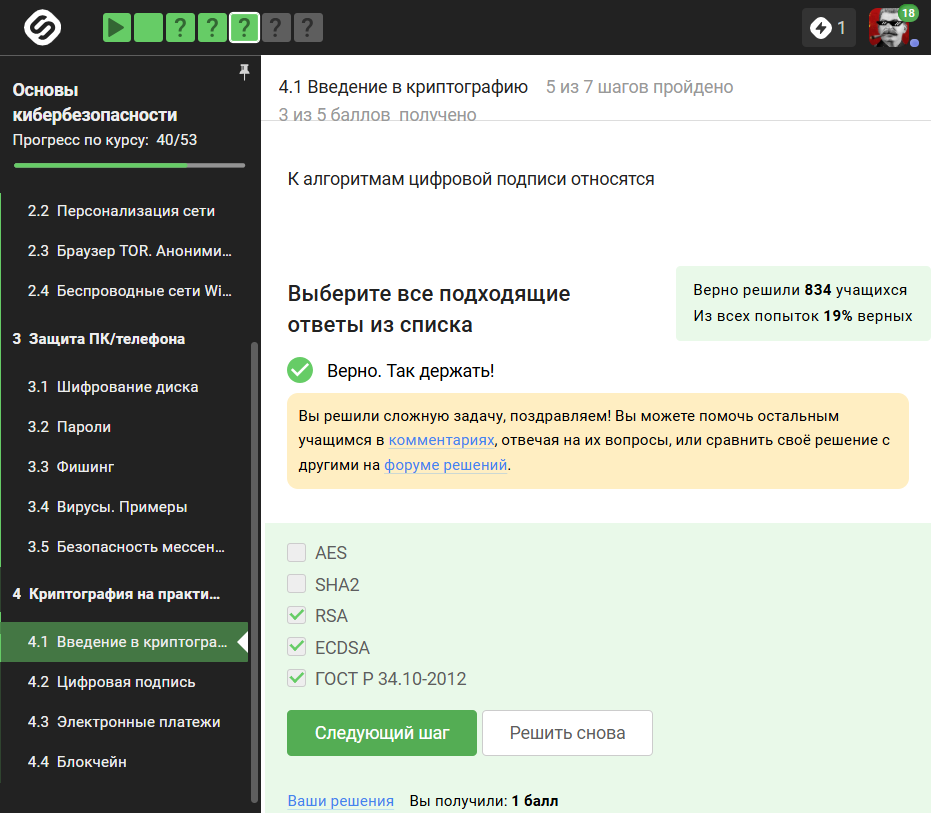 ? ? ? ? ?
1
18
Основы
кибербезопасности
Прогресс по курсу: 40/53
2.2 Персонализация сети
2.3 Браузер TOR. Аноними...
2.4 Беспроводные сети Wi...
3 Защита ПК/телефона
3.1 Шифрование диска
3.2 Пароли
3.3 Фишинг
3.4 Вирусы. Примеры
3.5 Безопасность мессен...
4 Криптография на практи...
4.1 Введение в криптогра...
4.2 Цифровая подпись
4.3 Электронные платежи
4.4 Блокчейн
4.1 Введение в криптографию 5 из 7 шагов пройдено
3 из 5 баллов получено
К алгоритмам цифровой подписи относятся
Выберите все подходящие
ответы из списка
Верно решили 834 учащихся
Из всех попыток 19% верных
Верно. Так держать!
Вы решили сложную задачу, поздравляем! Вы можете помочь остальным
учащимся в комментариях, отвечая на их вопросы, или сравнить своё решение с
другими на форуме решений.
AES
SHA2
RSA
ECDSA
ГОСТ Р 34.10-2012
Следующий шаг
Решить снова
Ваши решения Вы получили: 1 балл